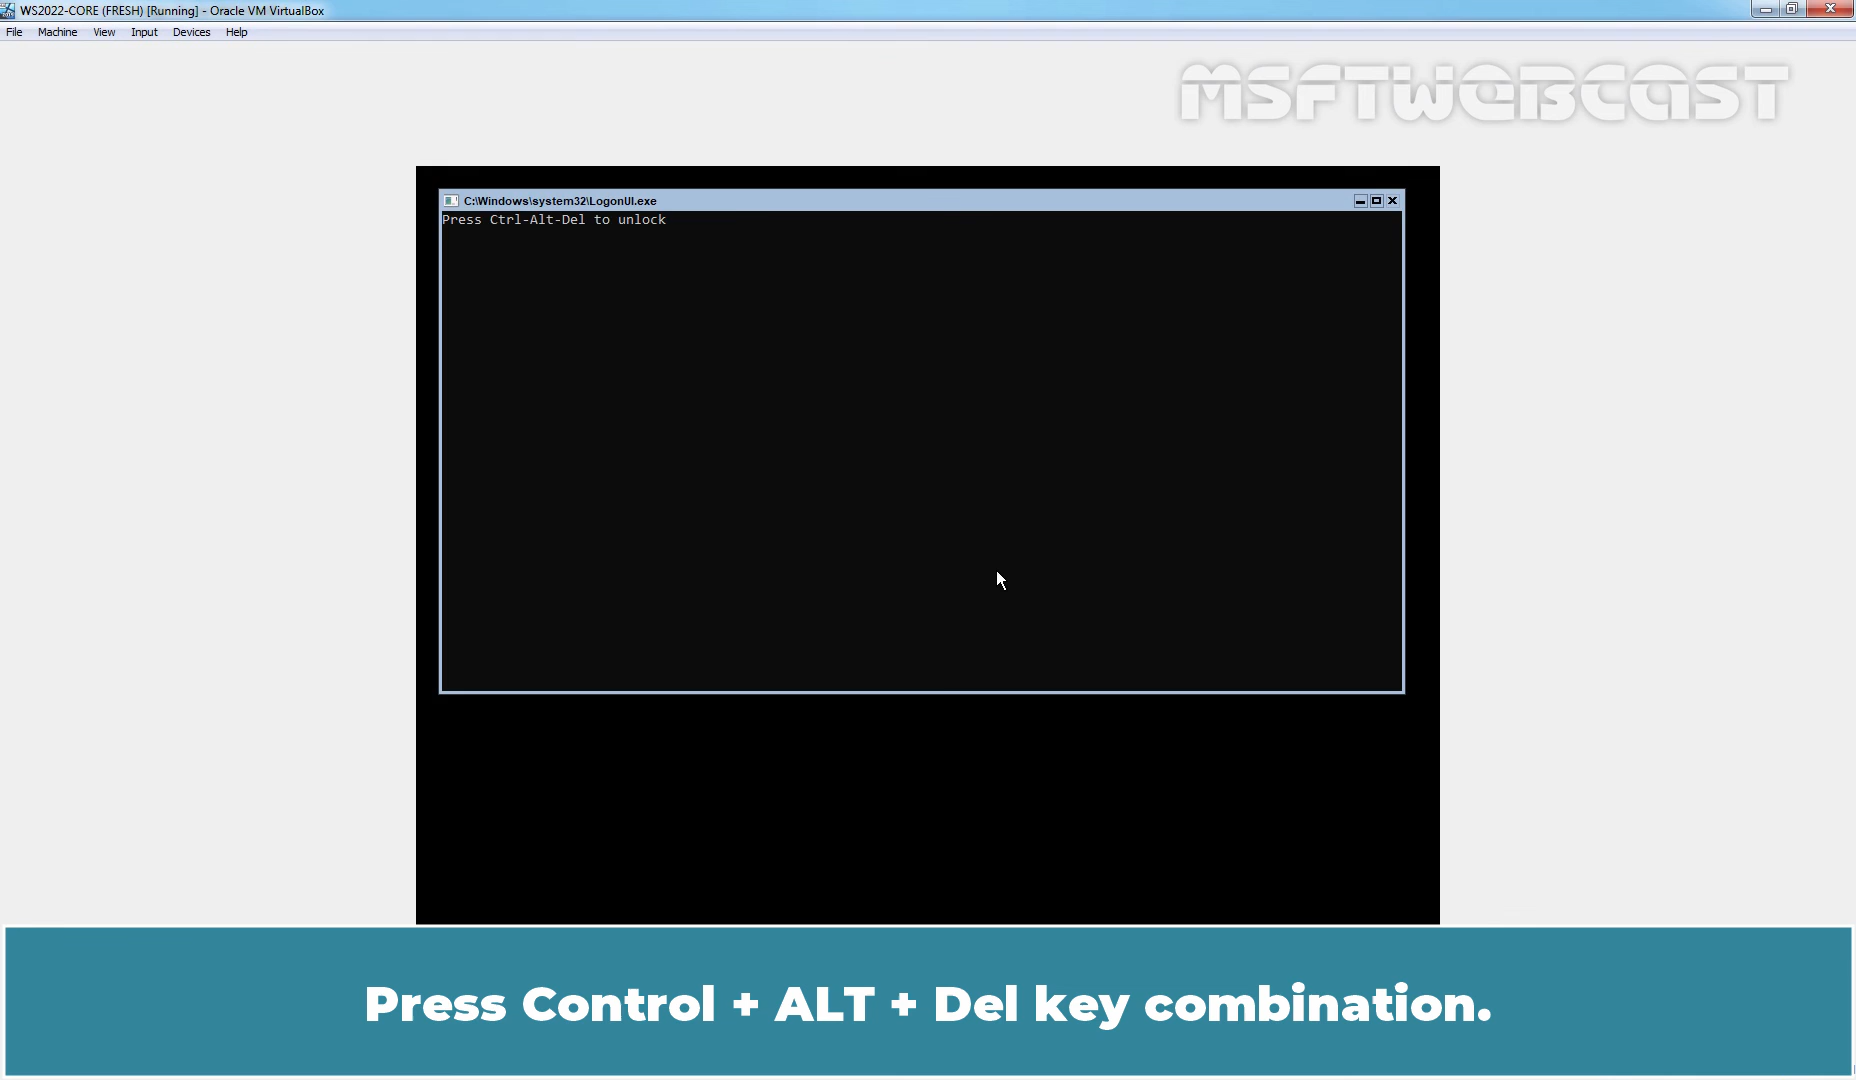 WS2022-CORE (FRESH) [Running] - Oracle VM VirtualBox
File Machine View Input Devices Help
MSFTWEBCAST
C:\Windows\system32\LogonUI.exe
Press Ctrl-Alt-Del to unlock
Press Control + ALT + Del key combination.